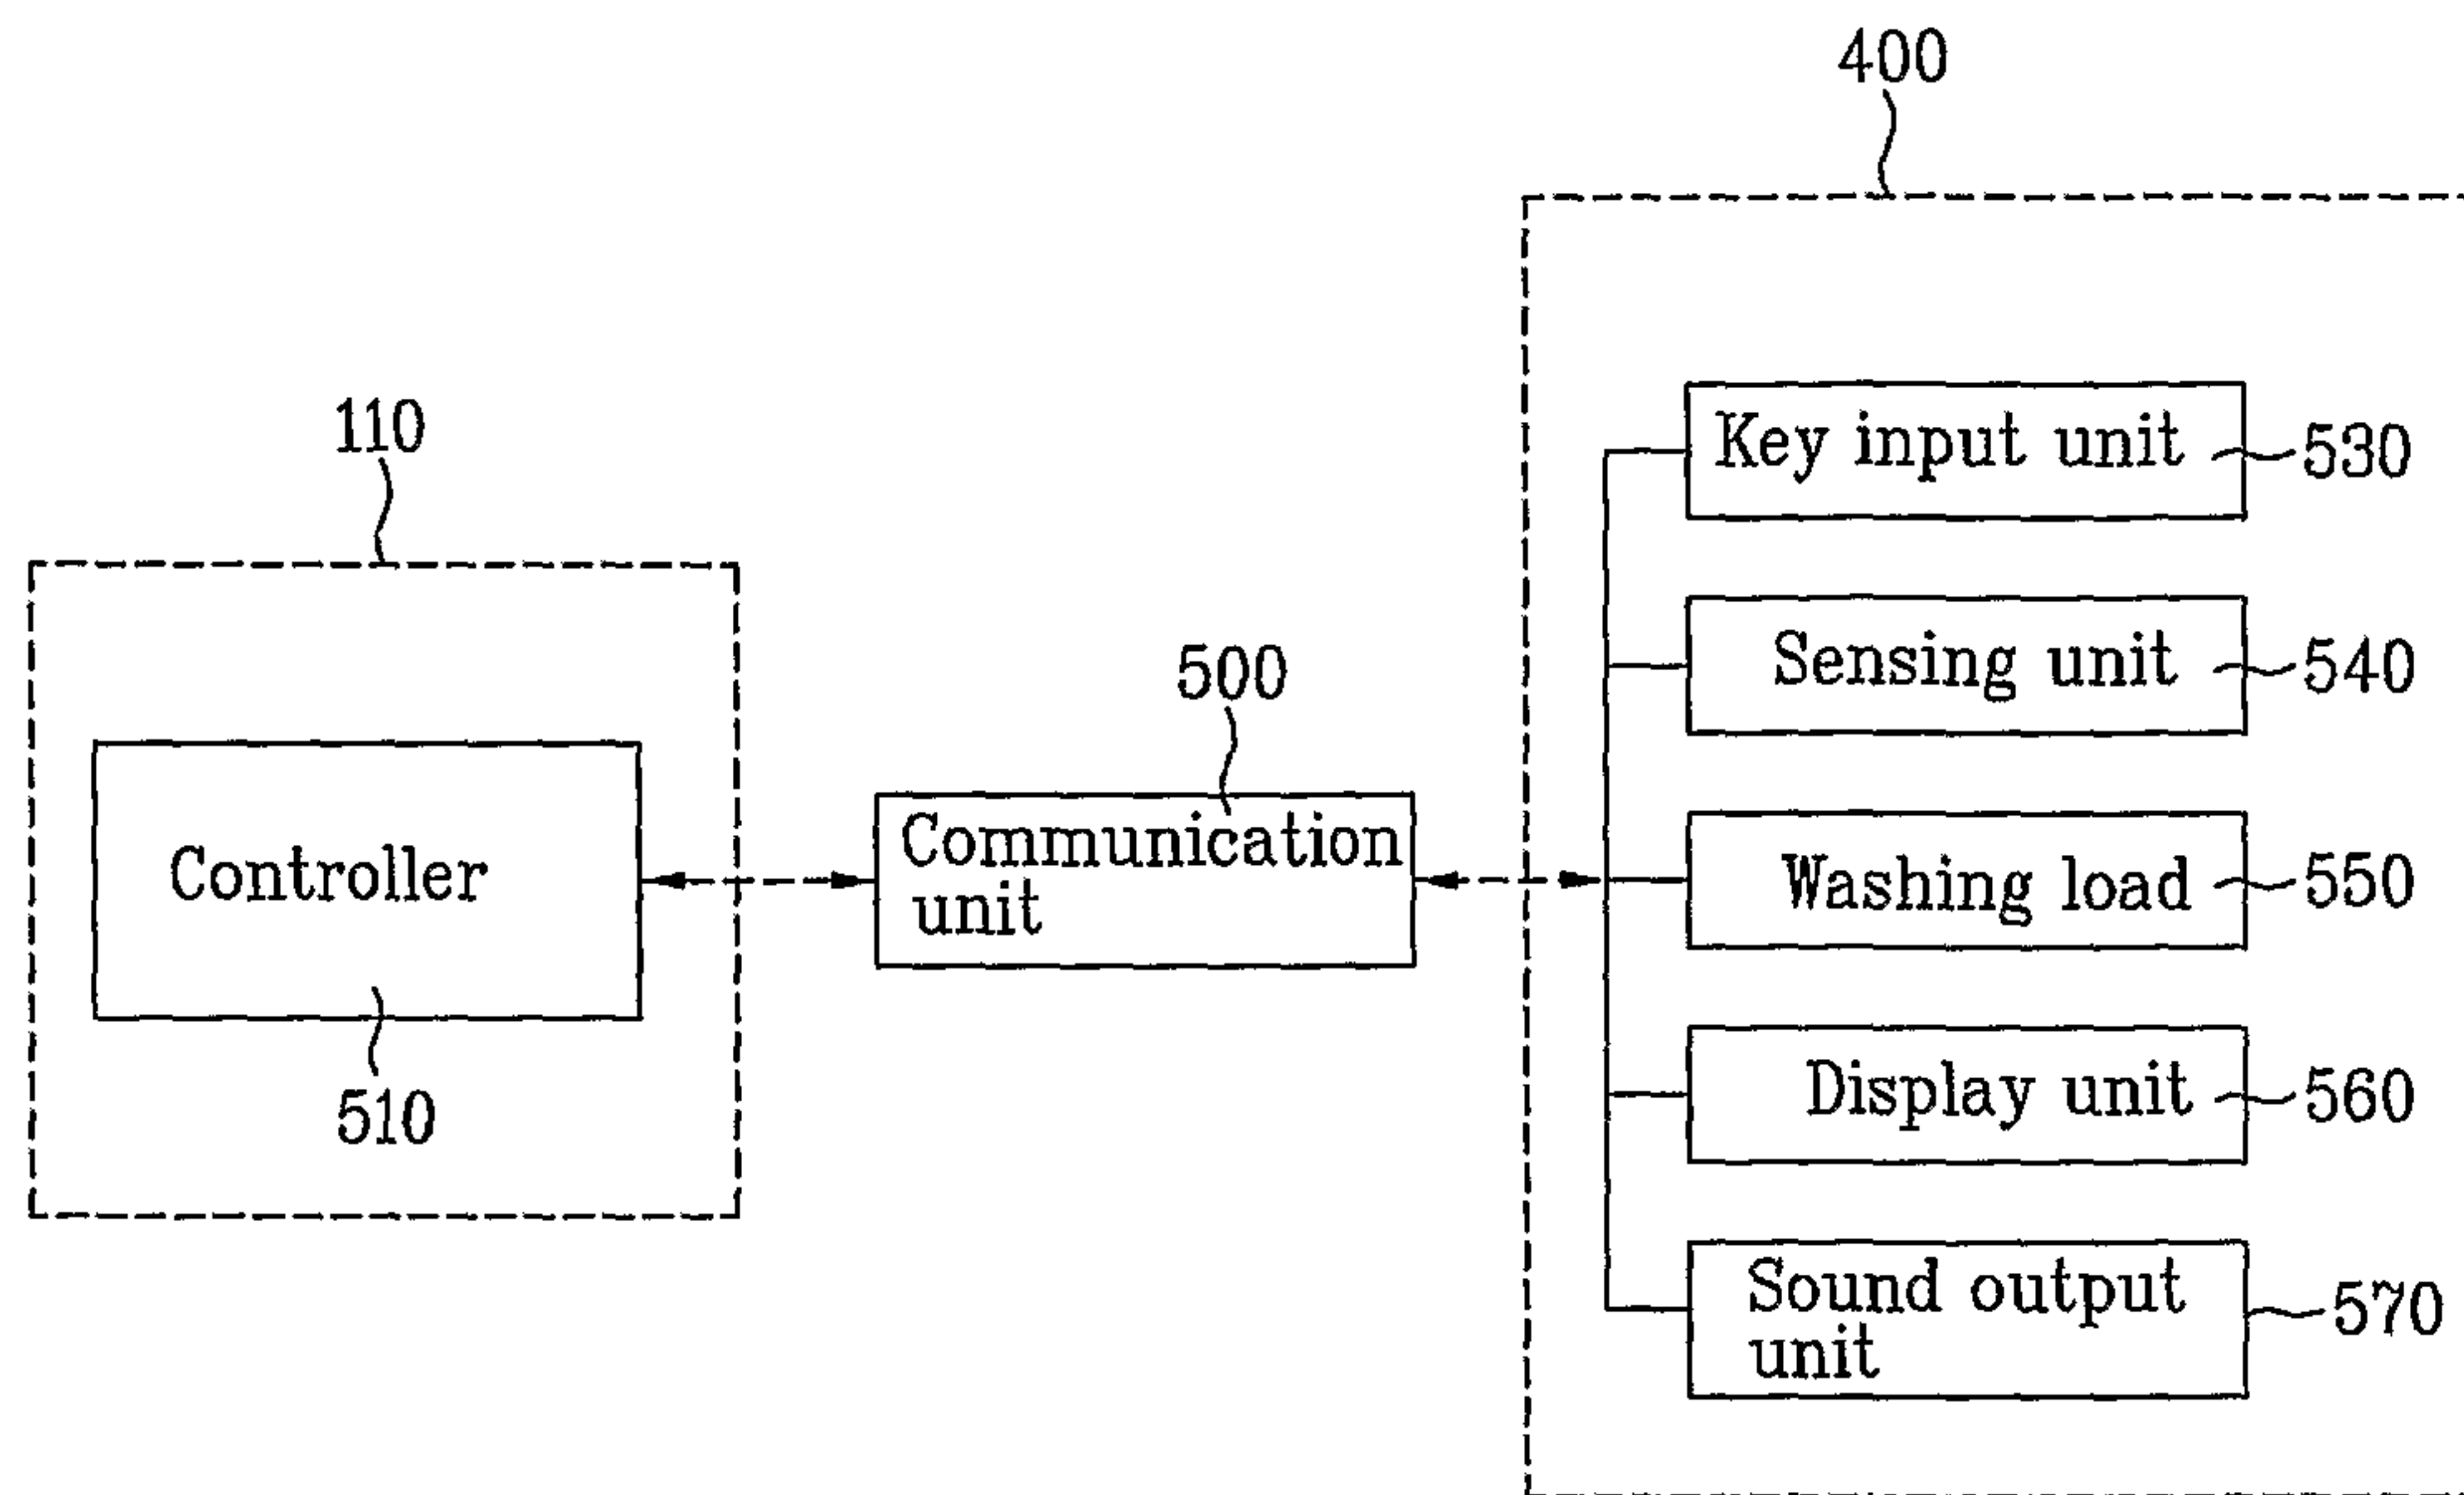 400
110
Key input unit
530
Sensing unit
540
500
Communication
unit
Controller
Washing load
550
510
Display unit
560
Sound output
unit
570